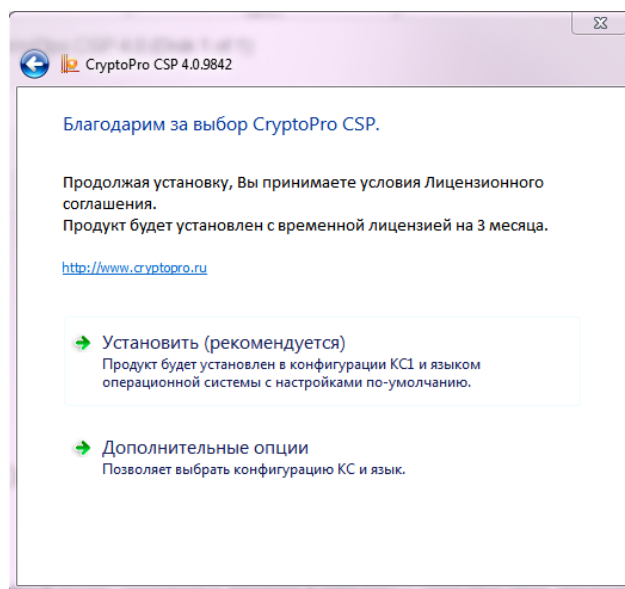 CryptoPro CSP 4.0.9842
Благодарим за выбор CryptoPro CSP.
Продолжая установку, Вы принимаете условия Лицензионного
соглашения.
Продукт будет установлен с временной лицензией на 3 месяца.
http://www.cryptopro.ru
Установить (рекомендуется)
Продукт будет установлен в конфигурации КС1 и языком
операционной системы с настройками по-умолчанию.
Дополнительные опции
Позволяет выбрать конфигурацию КС и язык.